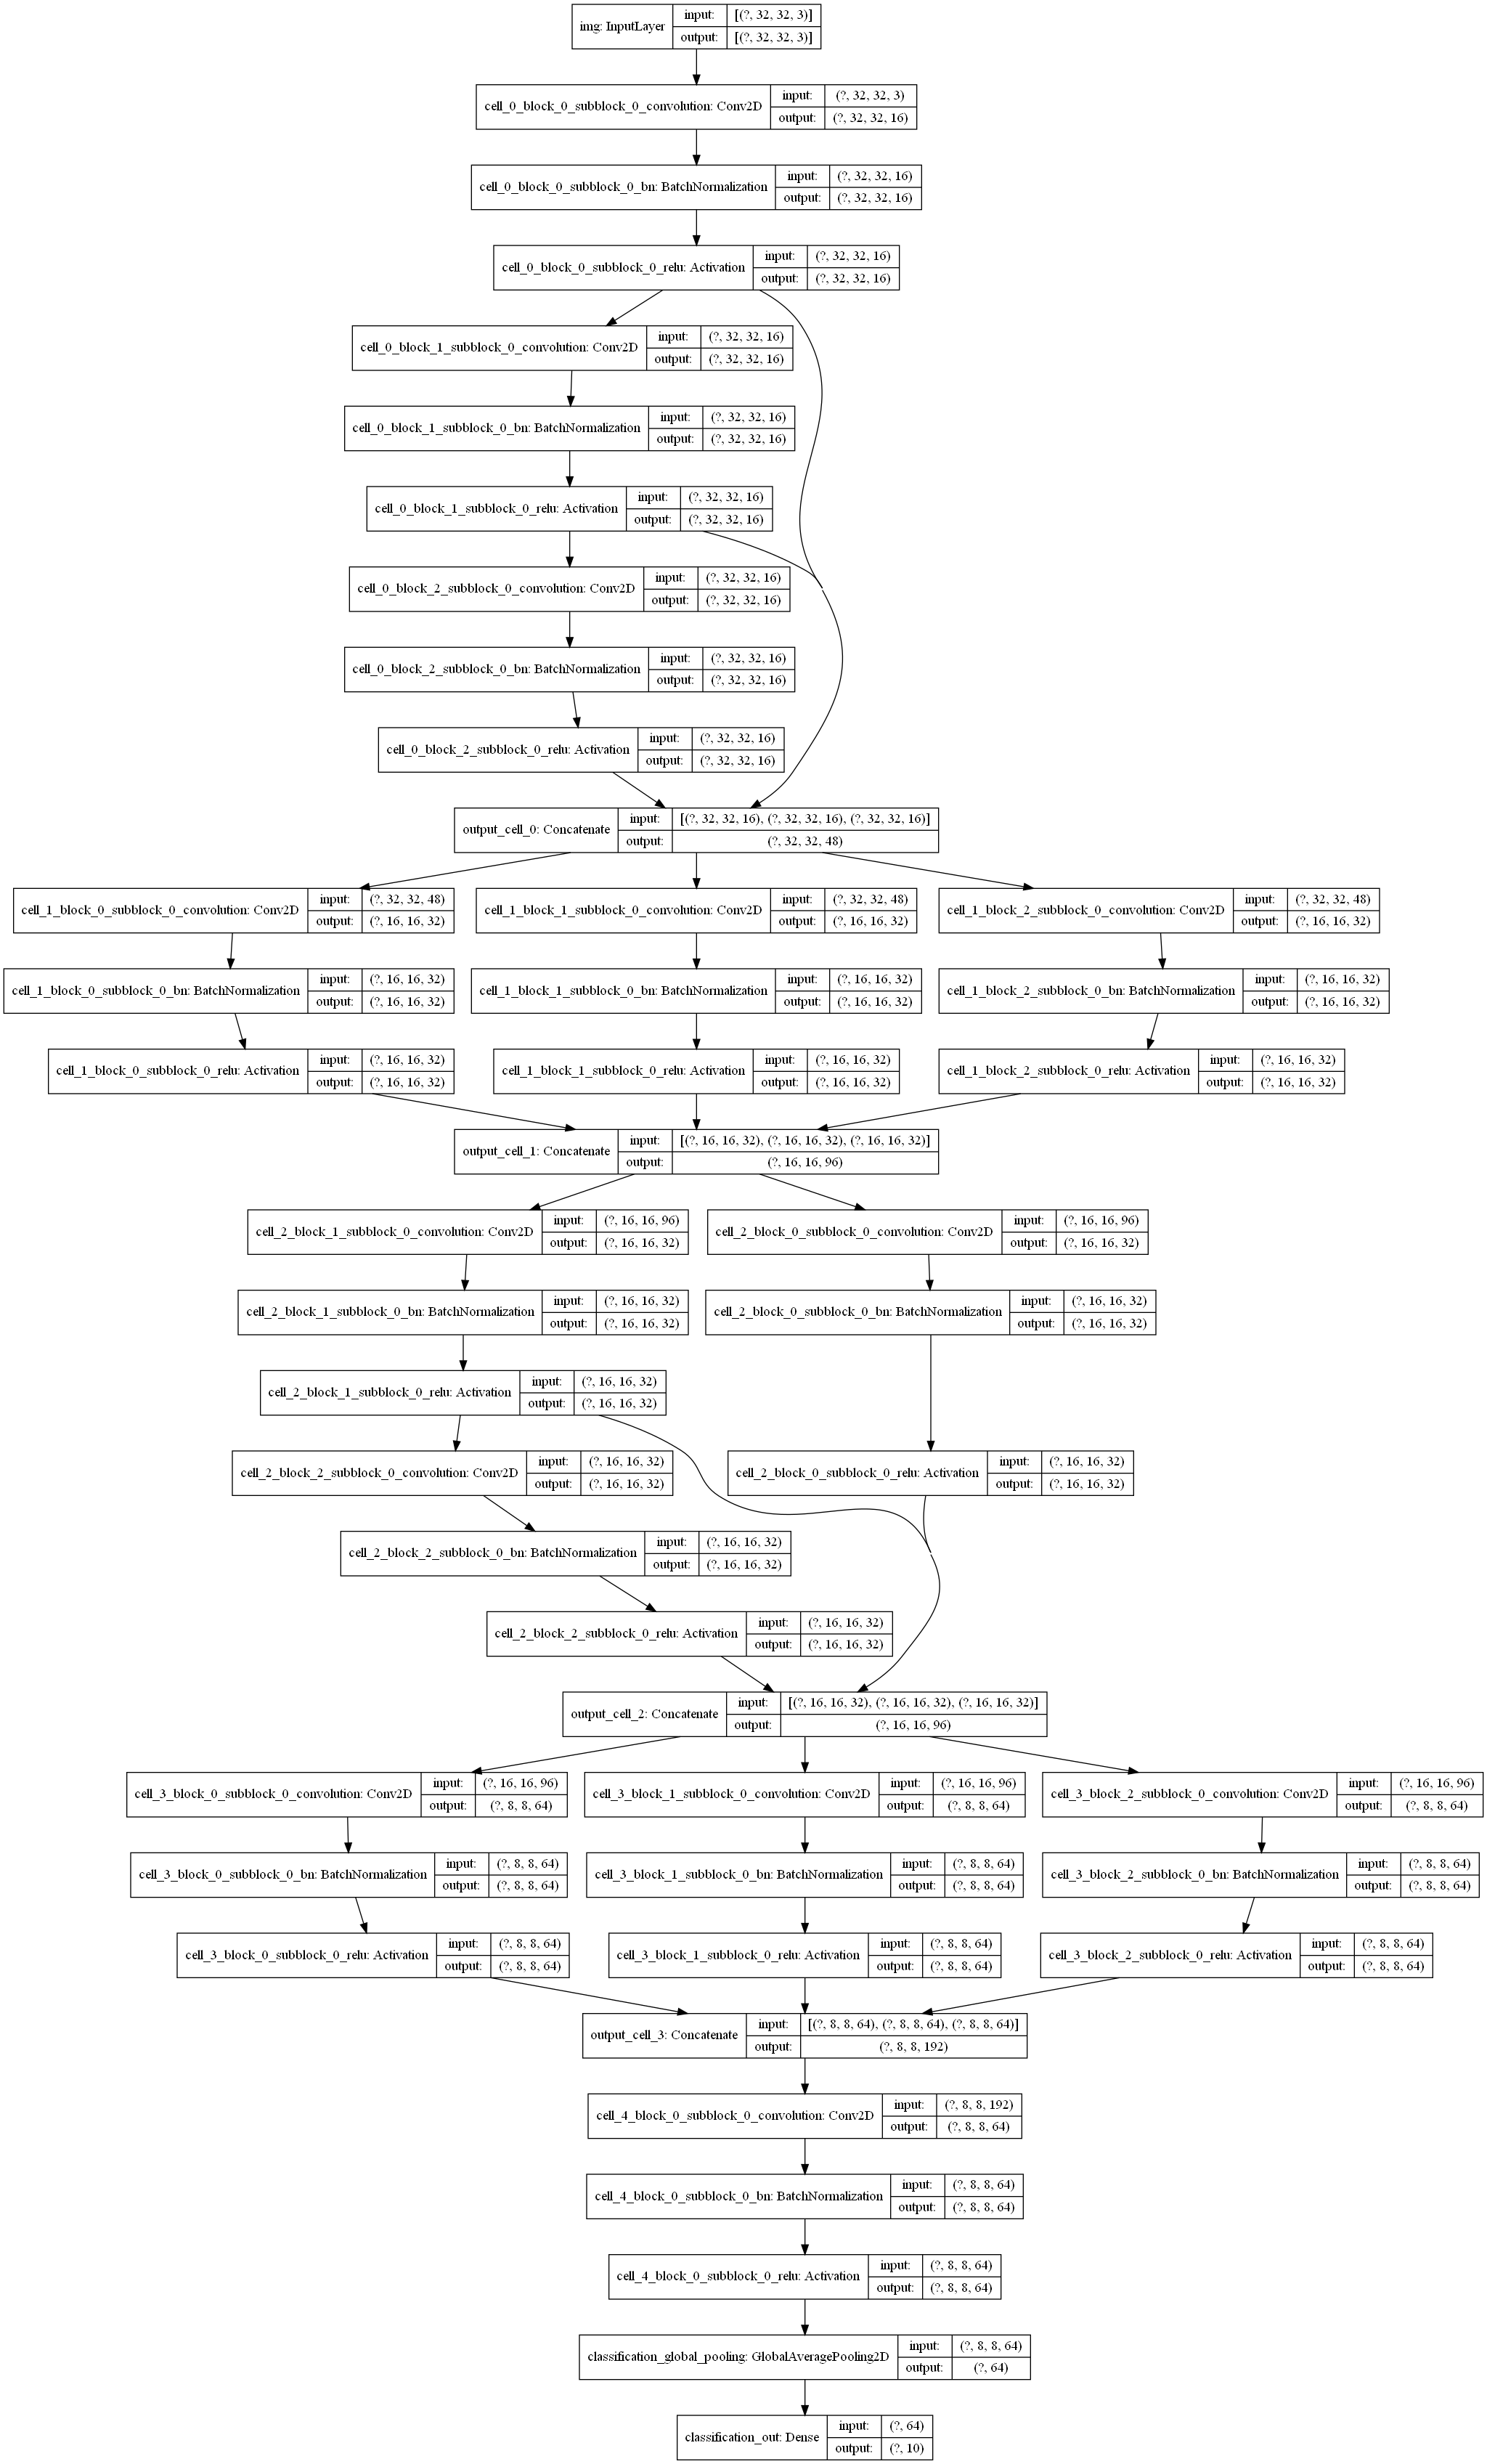 img: InputLayer
input: [(?, 32, 32, 3)]
output: [(?, 32, 32, 3)]
cell_0_block_0_subblock_0_convolution: Conv2D
input: (?, 32, 32, 3)
output: (?, 32, 32, 16)
cell_0_block_0_subblock_0_bn: BatchNormalization
input: (?, 32, 32, 16)
output: (?, 32, 32, 16)
cell_0_block_0_subblock_0_relu: Activation
input: (?, 32, 32, 16)
output: (?, 32, 32, 16)
cell_0_block_1_subblock_0_convolution: Conv2D
input: (?, 32, 32, 16)
output: (?, 32, 32, 16)
cell_0_block_1_subblock_0_bn: BatchNormalization
input: (?, 32, 32, 16)
output: (?, 32, 32, 16)
cell_0_block_1_subblock_0_relu: Activation
input: (?, 32, 32, 16)
output: (?, 32, 32, 16)
cell_0_block_2_subblock_0_convolution: Conv2D
input: (?, 32, 32, 16)
output: (?, 32, 32, 16)
cell_0_block_2_subblock_0_bn: BatchNormalization
input: (?, 32, 32, 16)
output: (?, 32, 32, 16)
cell_0_block_2_subblock_0_relu: Activation
input: (?, 32, 32, 16)
output: (?, 32, 32, 16)
output_cell_0: Concatenate
input: [(?, 32, 32, 16), (?, 32, 32, 16), (?, 32, 32, 16)]
output: (?, 32, 32, 48)
cell_1_block_0_subblock_0_convolution: Conv2D
input: (?, 32, 32, 48)
output: (?, 16, 16, 32)
cell_1_block_1_subblock_0_convolution: Conv2D
input: (?, 32, 32, 48)
output: (?, 16, 16, 32)
cell_1_block_2_subblock_0_convolution: Conv2D
input: (?, 32, 32, 48)
output: (?, 16, 16, 32)
cell_1_block_0_subblock_0_bn: BatchNormalization
input: (?, 16, 16, 32)
output: (?, 16, 16, 32)
cell_1_block_1_subblock_0_bn: BatchNormalization
input: (?, 16, 16, 32)
output: (?, 16, 16, 32)
cell_1_block_2_subblock_0_bn: BatchNormalization
input: (?, 16, 16, 32)
output: (?, 16, 16, 32)
cell_1_block_0_subblock_0_relu: Activation
input: (?, 16, 16, 32)
output: (?, 16, 16, 32)
cell_1_block_1_subblock_0_relu: Activation
input: (?, 16, 16, 32)
output: (?, 16, 16, 32)
cell_1_block_2_subblock_0_relu: Activation
input: (?, 16, 16, 32)
output: (?, 16, 16, 32)
output_cell_1: Concatenate
input: [(?, 16, 16, 32), (?, 16, 16, 32), (?, 16, 16, 32)]
output: (?, 16, 16, 96)
cell_2_block_1_subblock_0_convolution: Conv2D
input: (?, 16, 16, 96)
output: (?, 16, 16, 32)
cell_2_block_0_subblock_0_convolution: Conv2D
input: (?, 16, 16, 96)
output: (?, 16, 16, 32)
cell_2_block_1_subblock_0_bn: BatchNormalization
input: (?, 16, 16, 32)
output: (?, 16, 16, 32)
cell_2_block_0_subblock_0_bn: BatchNormalization
input: (?, 16, 16, 32)
output: (?, 16, 16, 32)
cell_2_block_1_subblock_0_relu: Activation
input: (?, 16, 16, 32)
output: (?, 16, 16, 32)
cell_2_block_2_subblock_0_convolution: Conv2D
input: (?, 16, 16, 32)
output: (?, 16, 16, 32)
cell_2_block_0_subblock_0_relu: Activation
input: (?, 16, 16, 32)
output: (?, 16, 16, 32)
cell_2_block_2_subblock_0_bn: BatchNormalization
input: (?, 16, 16, 32)
output: (?, 16, 16, 32)
cell_2_block_2_subblock_0_relu: Activation
input: (?, 16, 16, 32)
output: (?, 16, 16, 32)
output_cell_2: Concatenate
input: [(?, 16, 16, 32), (?, 16, 16, 32), (?, 16, 16, 32)]
output: (?, 16, 16, 96)
cell_3_block_0_subblock_0_convolution: Conv2D
input: (?, 16, 16, 96)
output: (?, 8, 8, 64)
cell_3_block_1_subblock_0_convolution: Conv2D
input: (?, 16, 16, 96)
output: (?, 8, 8, 64)
cell_3_block_2_subblock_0_convolution: Conv2D
input: (?, 16, 16, 96)
output: (?, 8, 8, 64)
cell_3_block_0_subblock_0_bn: BatchNormalization
input: (?, 8, 8, 64)
output: (?, 8, 8, 64)
cell_3_block_1_subblock_0_bn: BatchNormalization
input: (?, 8, 8, 64)
output: (?, 8, 8, 64)
cell_3_block_2_subblock_0_bn: BatchNormalization
input: (?, 8, 8, 64)
output: (?, 8, 8, 64)
cell_3_block_0_subblock_0_relu: Activation
input: (?, 8, 8, 64)
output: (?, 8, 8, 64)
cell_3_block_1_subblock_0_relu: Activation
input: (?, 8, 8, 64)
output: (?, 8, 8, 64)
cell_3_block_2_subblock_0_relu: Activation
input: (?, 8, 8, 64)
output: (?, 8, 8, 64)
output_cell_3: Concatenate
input: [(?, 8, 8, 64), (?, 8, 8, 64), (?, 8, 8, 64)]
output: (?, 8, 8, 192)
cell_4_block_0_subblock_0_convolution: Conv2D
input: (?, 8, 8, 192)
output: (?, 8, 8, 64)
cell_4_block_0_subblock_0_bn: BatchNormalization
input: (?, 8, 8, 64)
output: (?, 8, 8, 64)
cell_4_block_0_subblock_0_relu: Activation
input: (?, 8, 8, 64)
output: (?, 8, 8, 64)
classification_global_pooling: GlobalAveragePooling2D
input: (?, 8, 8, 64)
output: (?, 64)
classification_out: Dense
input: (?, 64)
output: (?, 10)